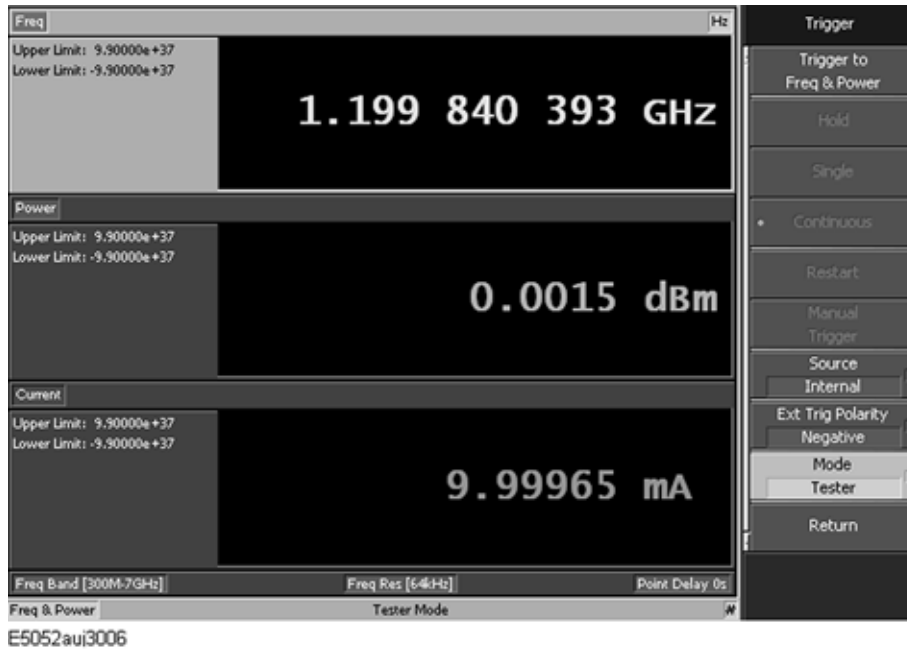 Freq
Hz
Upper Limit: 9.90000e+37
Lower Limit: -9.90000e+37
1.199 840 393 GHz
Power
Upper Limit: 9.90000e+37
Lower Limit: -9.90000e+37
0.0015 dBm
Current
Upper Limit: 9.90000e+37
Lower Limit: -9.90000e+37
9.99965 mA
Freq Band [300M-7GHz]
Freq Res [64kHz]
Point Delay 0s
Freq & Power
Tester Mode
Trigger
Trigger to
Freq & Power
Hold
Single
Continuous
Restart
Manual
Trigger
Source
Internal
Ext Trig Polarity
Negative
Mode
Tester
Return
E5052auj3006